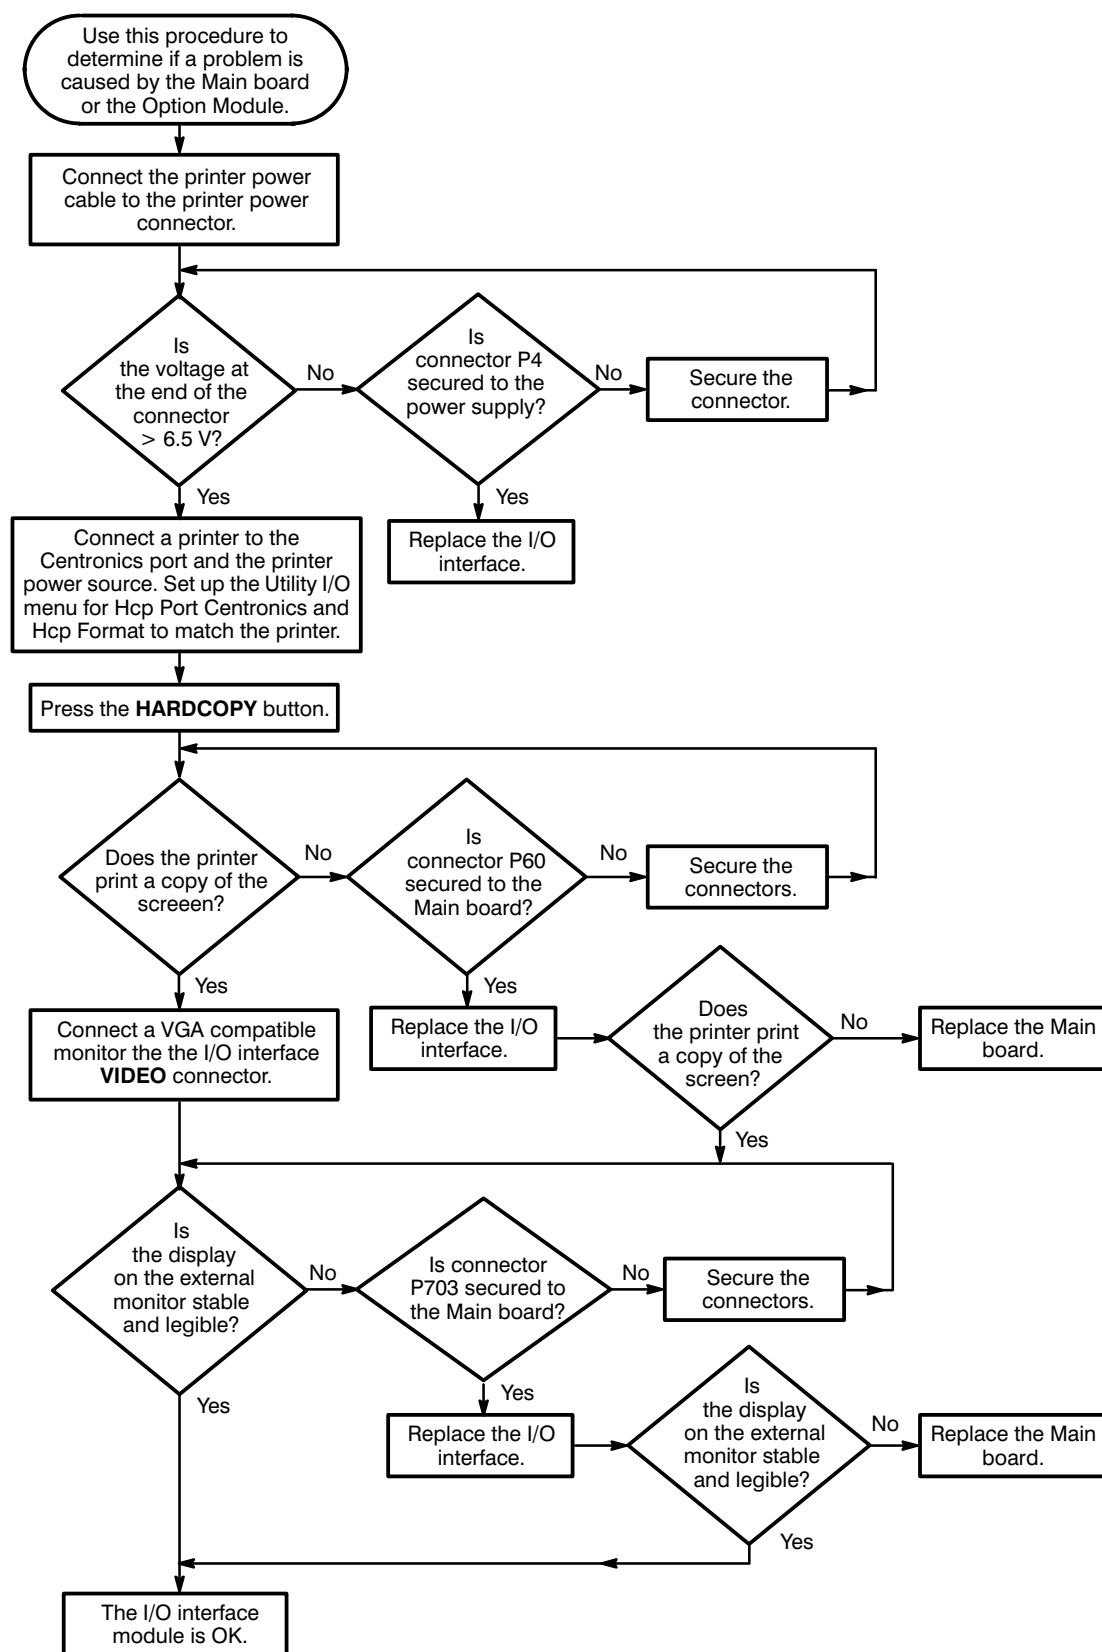 Use this procedure to
determine if a problem is
caused by the Main board
or the Option Module.
Connect the printer power
cable to the printer power
connector.
Is
the voltage at
the end of the
connector
> 6.5 V?
No
Is
connector P4
secured to the
power supply?
No
Secure the
connector.
Yes
Yes
Connect a printer to the
Centronics port and the printer
power source. Set up the Utility I/O
menu for Hcp Port Centronics and
Hcp Format to match the printer.
Replace the I/O
interface.
Press the HARDCOPY button.
Does the printer
print a copy of the
screeen?
No
Is
connector P60
secured to the
Main board?
No
Secure the
connectors.
Yes
Yes
Connect a VGA compatible
monitor the the I/O interface
VIDEO connector.
Replace the I/O
interface.
Does
the printer print
a copy of the
screen?
No
Replace the Main
board.
Yes
Is
the display
on the external
monitor stable
and legible?
No
Is connector
P703 secured to
the Main board?
No
Secure the
connectors.
Yes
Yes
Replace the I/O
interface.
Is
the display
on the external
monitor stable
and legible?
No
Replace the Main
board.
Yes
The I/O interface
module is OK.